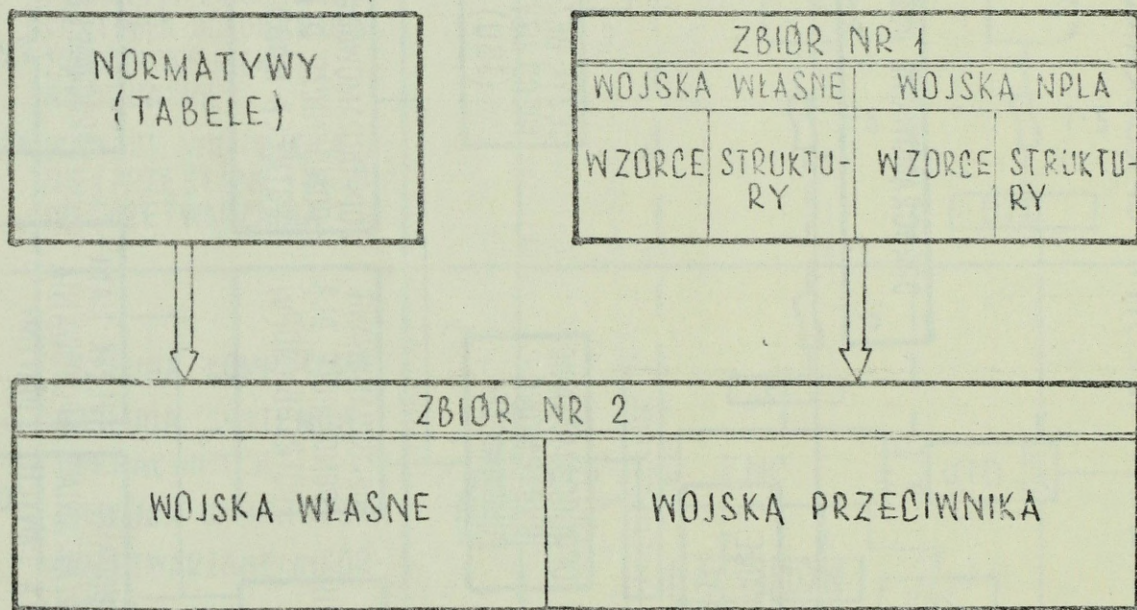 NORMATYWY
(TABELE)
ZBIÓR NR 1
WOJSKA WŁASNE WOJSKA NPLA
WZORCE STRUKTU-
RY
WZORCE STRUKTU-
RY
ZBIÓR NR 2
WOJSKA WŁASNE WOJSKA PRZECIWNIKA